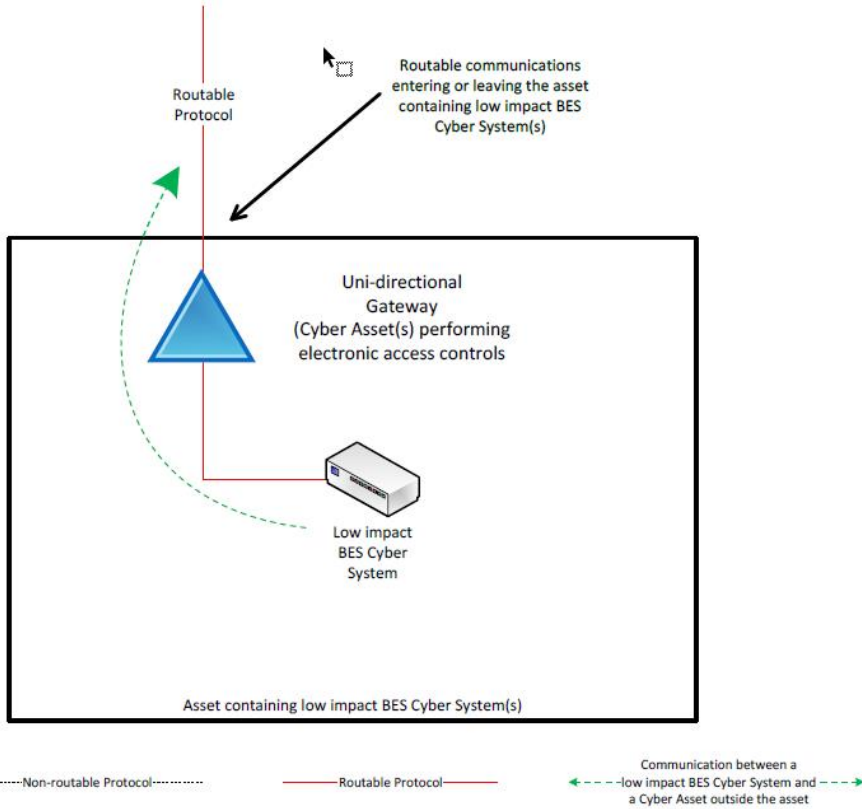 Routable
Protocol
Routable communications
entering or leaving the asset
containing low impact BES
Cyber System(s)
Uni-directional
Gateway
(Cyber Asset(s) performing
electronic access controls
Low impact
BES Cyber
System
Asset containing low impact BES Cyber System(s)
Non-routable Protocol
Routable Protocol
Communication between a
low impact BES Cyber System and
a Cyber Asset outside the asset